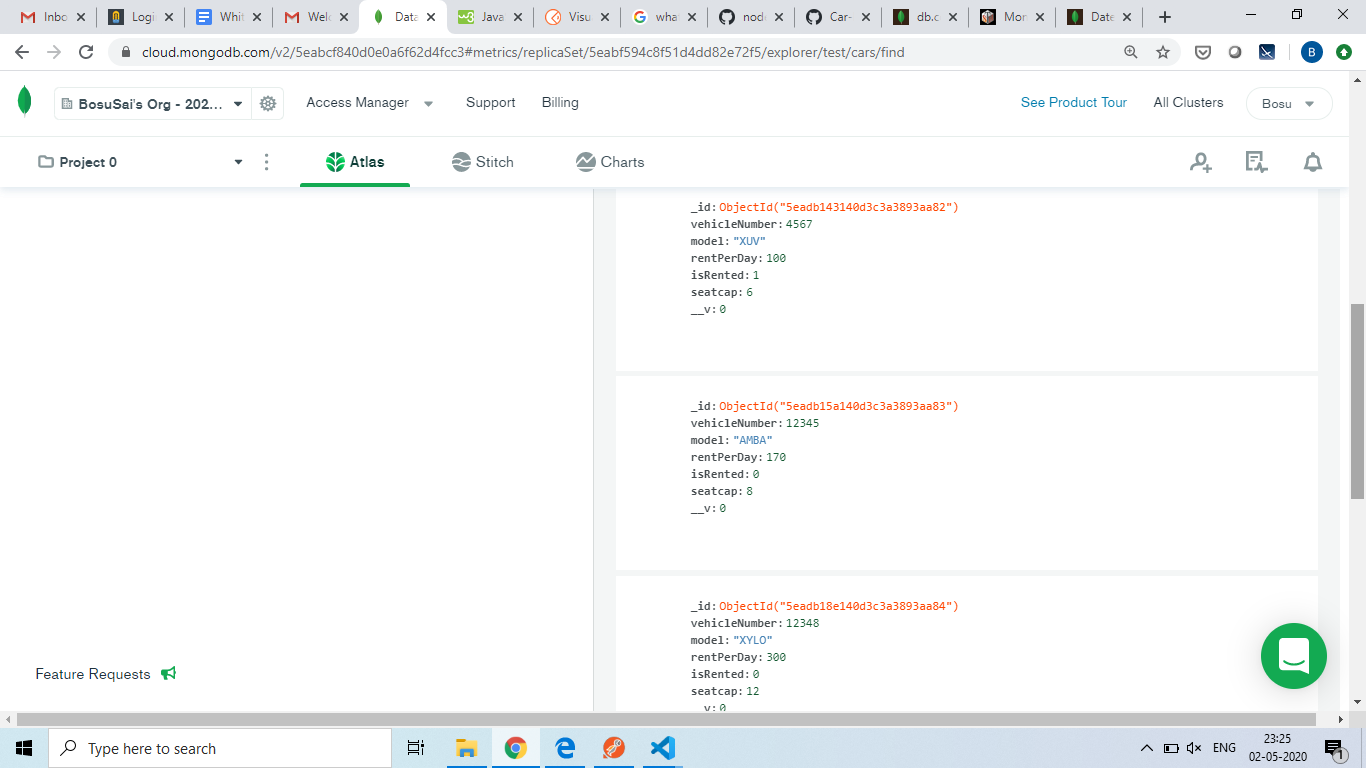 Inbo
Logi
Whit
Welc
Data
Java
Visu
what
node
Car-
db.c
Mon
Date
cloud.mongodb.com/v2/5eabcf840d0e0a6f62d4fcc3#metrics/replicaSet/5eabf594c8f51d4dd82e72f5/explorer/test/cars/find
B
BosuSai's Org - 202...
Access Manager
Support
Billing
See Product Tour
All Clusters
Bosu
Project 0
Atlas
Stitch
Charts
_id: ObjectId("5eadb143140d3c3a3893aa82")
vehicleNumber: 4567
model: "XUV"
rentPerDay: 100
isRented: 1
seatcap: 6
__v: 0
_id: ObjectId("5eadb15a140d3c3a3893aa83")
vehicleNumber: 12345
model: "AMBA"
rentPerDay: 170
isRented: 0
seatcap: 8
__v: 0
_id: ObjectId("5eadb18e140d3c3a3893aa84")
vehicleNumber: 12348
model: "XYLO"
rentPerDay: 300
isRented: 0
seatcap: 12
__v: 0
Feature Requests
Type here to search
ENG
23:25
02-05-2020
1